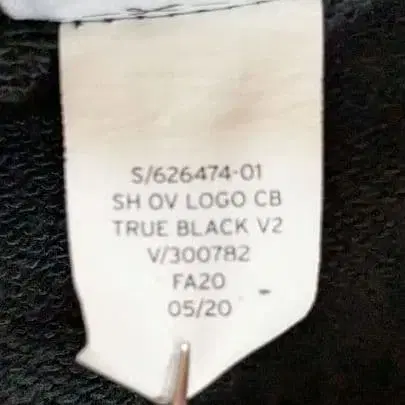 S/626474-01
SH OV LOGO CB
TRUE BLACK V2
V/300782
FA20
05/20